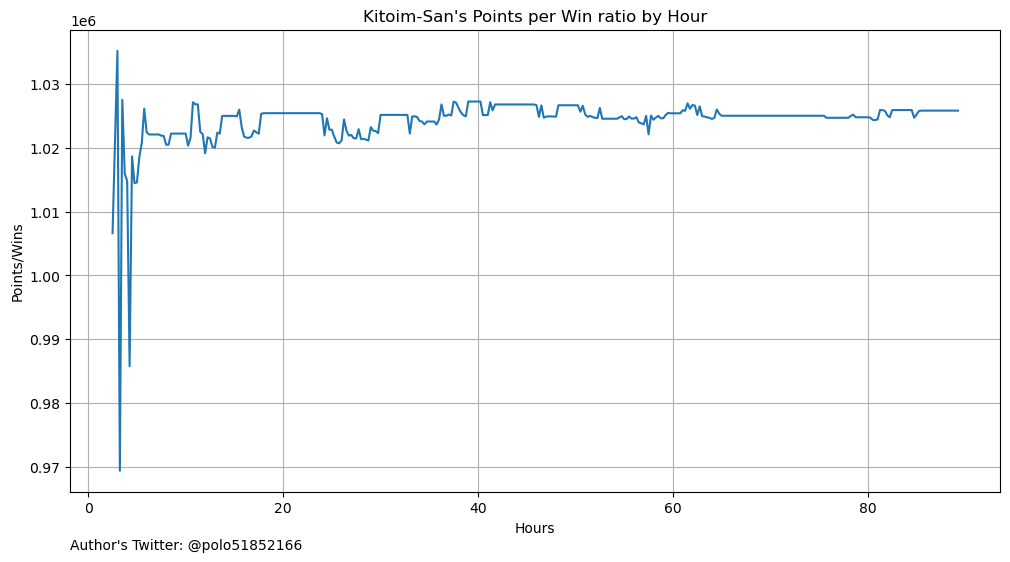 Kitoim-San's Points per Win ratio by Hour
1e6
1.03
1.02
1.01
1.00
0.99
0.98
0.97
Points/Wins
0 20 40 60 80
Hours
Author's Twitter: @polo51852166